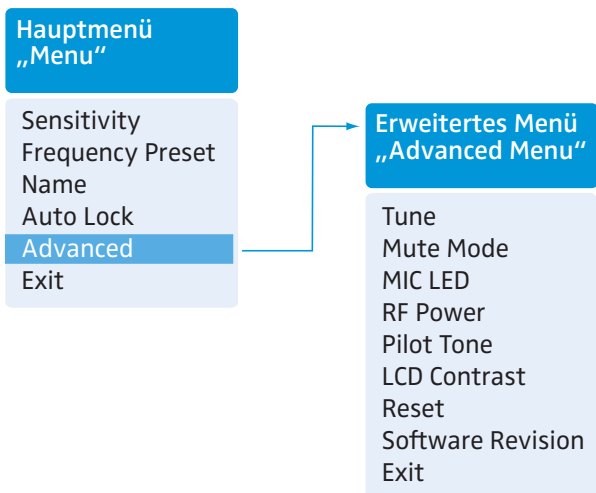 Hauptmenü
„Menu“
Sensitivity
Frequency Preset
Name
Auto Lock
Advanced
Exit
Erweitertes Menü
„Advanced Menu“
Tune
Mute Mode
MIC LED
RF Power
Pilot Tone
LCD Contrast
Reset
Software Revision
Exit